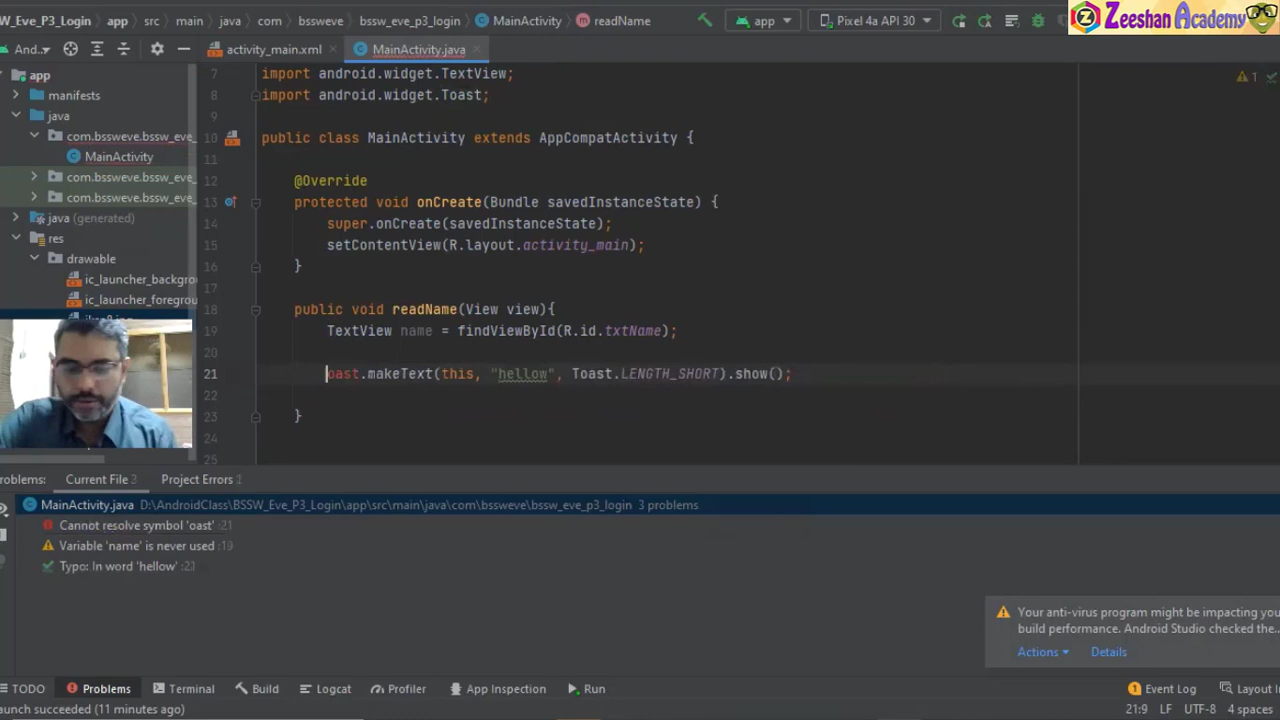 W_Eve_P3_Login app src main java com bssweve bssw_eve_p3_login MainActivity readName app Pixel 4a API 30
Zeeshan Academy
And.. activity_main.xml MainActivity.java
app
manifests
java
com.bssweve.bssw_eve_
MainActivity
com.bssweve.bssw_eve_
com.bssweve.bssw_eve_
java (generated)
res
drawable
ic_launcher_backgro
ic_launcher_foregro
7 import android.widget.TextView;
8 import android.widget.Toast;
9
10 public class MainActivity extends AppCompatActivity {
11
12 @Override
13 protected void onCreate(Bundle savedInstanceState) {
14 super.onCreate(savedInstanceState);
15 setContentView(R.layout.activity_main);
16 }
17
18 public void readName(View view){
19 TextView name = findViewById(R.id.txtName);
20
21 oast.makeText(this, "hellow", Toast.LENGTH_SHORT).show();
22
23 }
24
25
1
roblems: Current File 3 Project Errors 1
MainActivity.java D:\AndroidClass\BSSW_Eve_P3_Login\app\src\main\java\com\bssweve\bssw_eve_p3_login 3 problems
Cannot resolve symbol 'oast' :21
Variable 'name' is never used :19
Typo: In word 'hellow' :21
Your anti-virus program might be impacting you
build performance. Android Studio checked the...
Actions Details
TODO Problems Terminal Build Logcat Profiler App Inspection Run 1 Event Log Layout In
aunch succeeded (11 minutes ago) 21:9 LF UTF-8 4 spaces